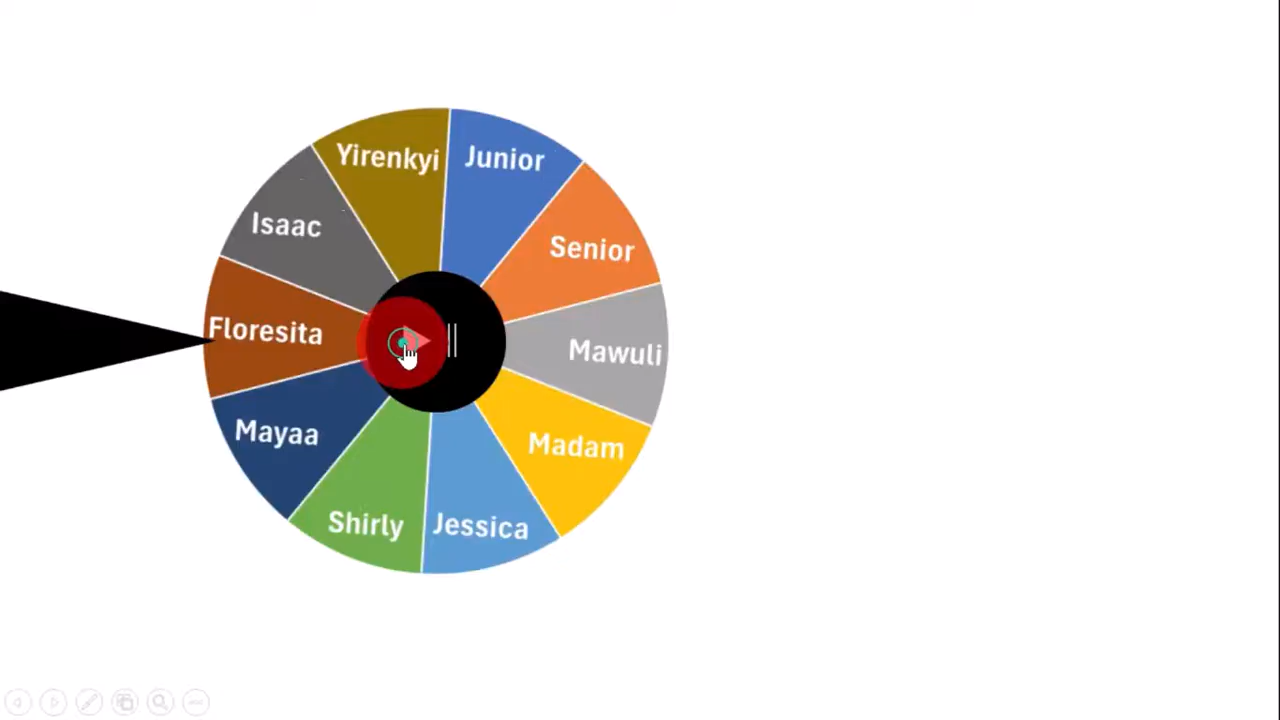 Yirenkyi
Junior
Isaac
Senior
Floresita
Mawuli
Mayaa
Madam
Shirly
Jessica